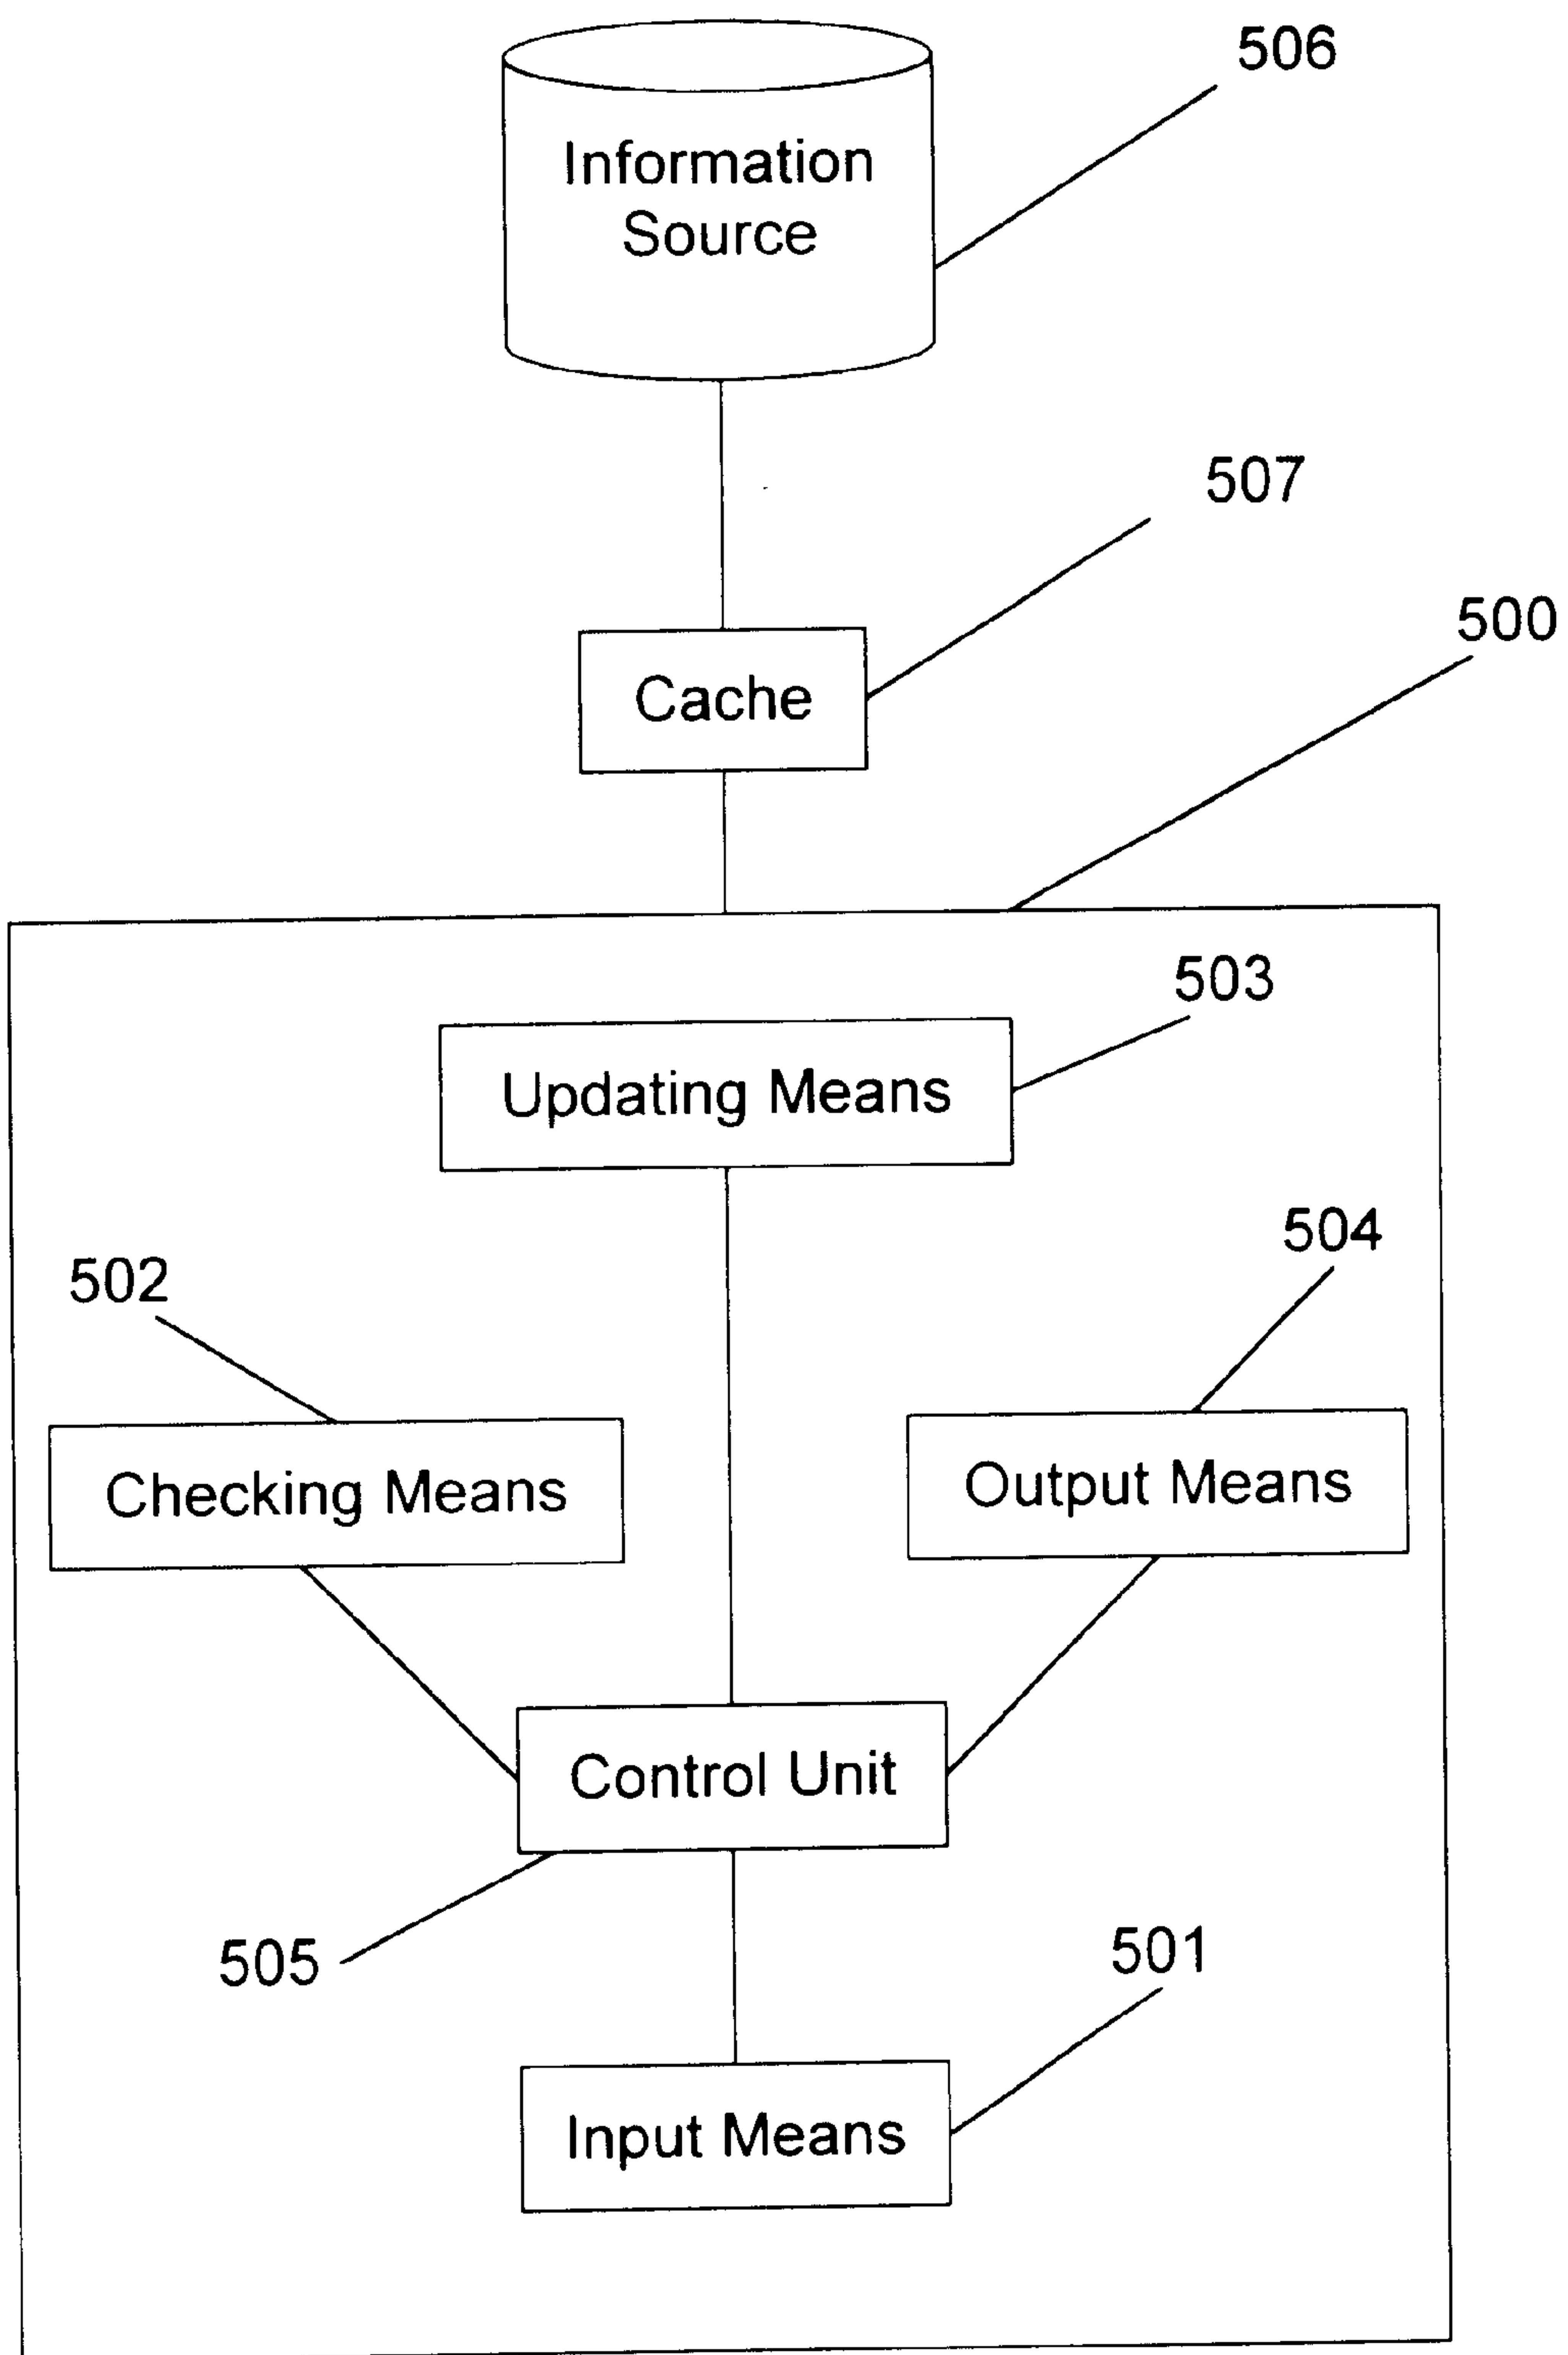 506
Information
Source
507
500
Cache
503
Updating Means
504
502
Checking Means
Output Means
Control Unit
505
501
Input Means